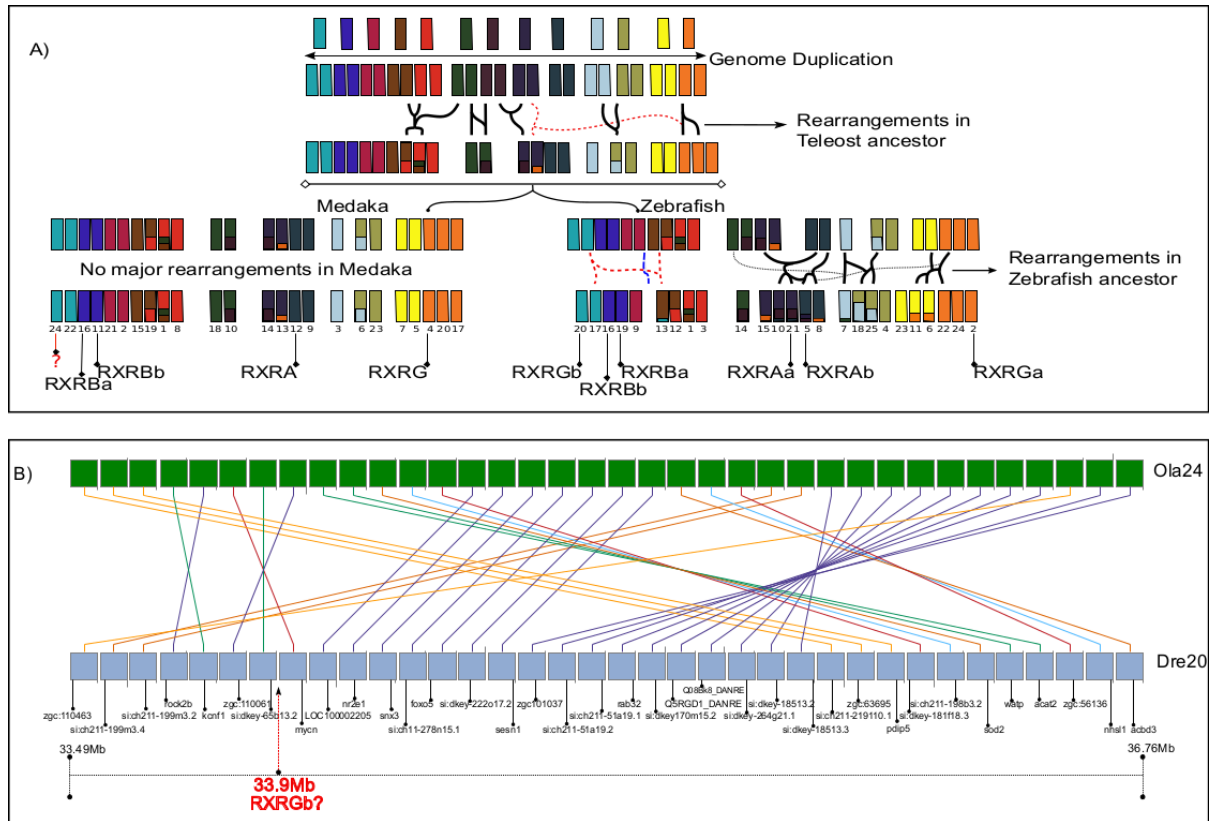 A)
Genome Duplication
Rearrangements in
Teleost ancestor
Medaka
Zebrafish
No major rearrangements in Medaka
Rearrangements in
Zebrafish ancestor
24 22 16 11 21 2 15 19 1 8 18 10 14 13 12 9 3 6 23 7 5 4 20 17
20 17 16 19 9 13 12 1 3 14 15 10 21 5 8 7 18 25 4 23 11 6 22 24 2
?
RXRBa
RXRBb
RXRA
RXRG
RXRGb
RXRBb
RXRBa
RXRAa
RXRAb
RXRGa
B)
Ola24
Dre20
zgc:110463
si:ch211-199m3.4
si:ch211-199m3.2
rock2b
kcnf1
zgc:110061
si:dkey-65b13.2
mycn
LOC100002205
nr2e1
snx3
si:ch11-278n15.1
foxo5
si:dkey-222o17.2
sesn1
zgc:101037
si:ch211-51a19.2
si:ch211-51a19.1
rab32
si:dkey170m15.2
Q5RGD1_DANRE
Q08BK8_DANRE
si:dkey-264g21.1
si:dkey-18513.2
si:dkey-18513.3
si:ch211-219110.1
zgc:63695
pdip5
si:dkey-181f18.3
si:ch211-198b3.2
sod2
watp
acat2
zgc:56136
nhsl1
acbd3
33.49Mb
36.76Mb
33.9Mb
RXRGb?